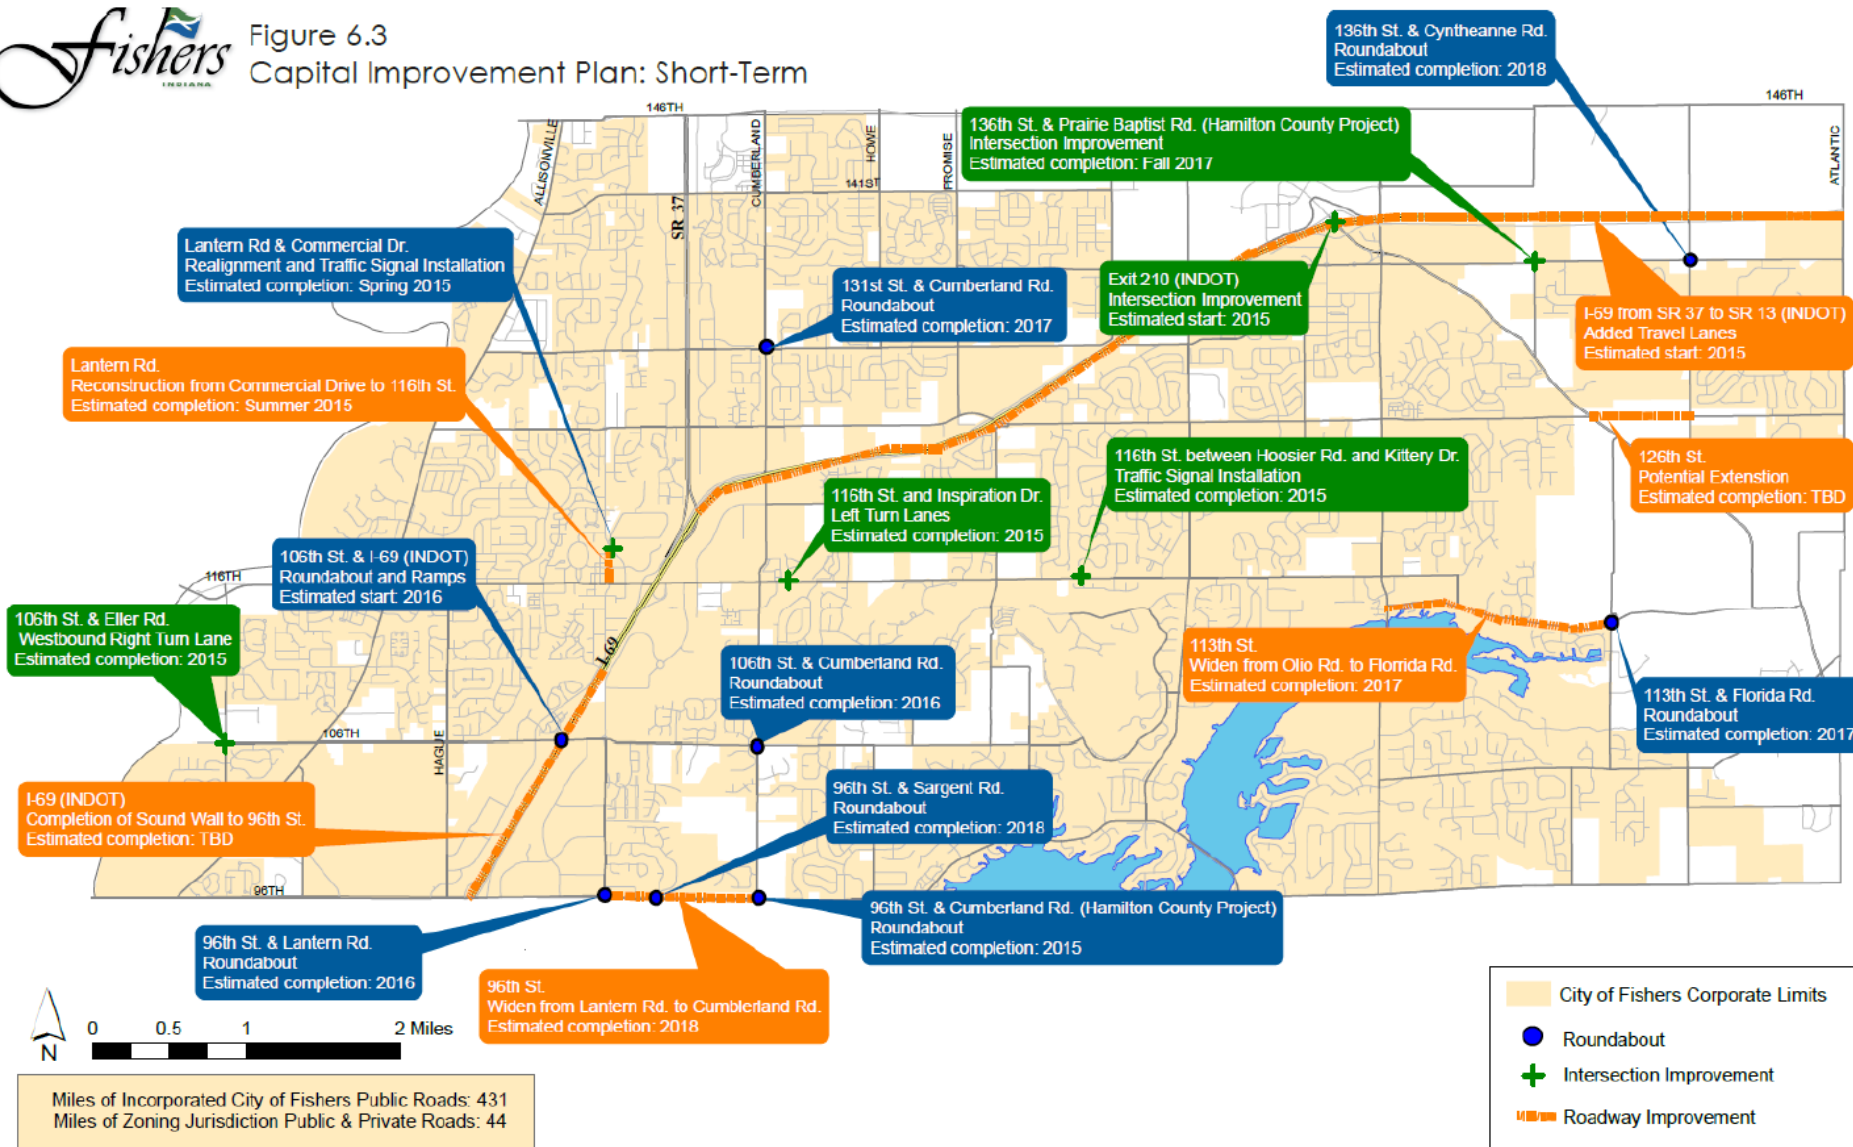 Fishers
INDIANA
Figure 6.3
Capital Improvement Plan: Short-Term
136th St. & Cyntheanne Rd.
Roundabout
Estimated completion: 2018
146TH
146TH
136th St. & Prairie Baptist Rd. (Hamilton County Project)
Intersection Improvement
Estimated completion: Fall 2017
ALLISONVILLE
CUMBERLAND
HOWE
PROMISE
ATLANTIC
141ST
SR 37
Lantern Rd & Commercial Dr.
Realignment and Traffic Signal Installation
Estimated completion: Spring 2015
131st St. & Cumberland Rd.
Roundabout
Estimated completion: 2017
Exit 210 (INDOT)
Intersection Improvement
Estimated start: 2015
I-69 from SR 37 to SR 13 (INDOT)
Added Travel Lanes
Estimated start: 2015
Lantern Rd.
Reconstruction from Commercial Drive to 116th St.
Estimated completion: Summer 2015
116th St. between Hoosier Rd. and Kittery Dr.
Traffic Signal Installation
Estimated completion: 2015
126th St.
Potential Extenstion
Estimated completion: TBD
116th St. and Inspiration Dr.
Left Turn Lanes
Estimated completion: 2015
106th St. & I-69 (INDOT)
Roundabout and Ramps
Estimated start: 2016
116TH
106th St. & Eller Rd.
Westbound Right Turn Lane
Estimated completion: 2015
I-69
106th St. & Cumberland Rd.
Roundabout
Estimated completion: 2016
113th St.
Widen from Olio Rd. to Florrida Rd.
Estimated completion: 2017
113th St. & Florida Rd.
Roundabout
Estimated completion: 2017
106TH
HAGUE
I-69 (INDOT)
Completion of Sound Wall to 96th St.
Estimated completion: TBD
96th St. & Sargent Rd.
Roundabout
Estimated completion: 2018
96TH
96th St. & Cumberland Rd. (Hamilton County Project)
Roundabout
Estimated completion: 2015
96th St. & Lantern Rd.
Roundabout
Estimated completion: 2016
96th St.
Widen from Lantern Rd. to Cumblerland Rd.
Estimated completion: 2018
N
0 0.5 1 2 Miles
Miles of Incorporated City of Fishers Public Roads: 431
Miles of Zoning Jurisdiction Public & Private Roads: 44
City of Fishers Corporate Limits
Roundabout
Intersection Improvement
Roadway Improvement